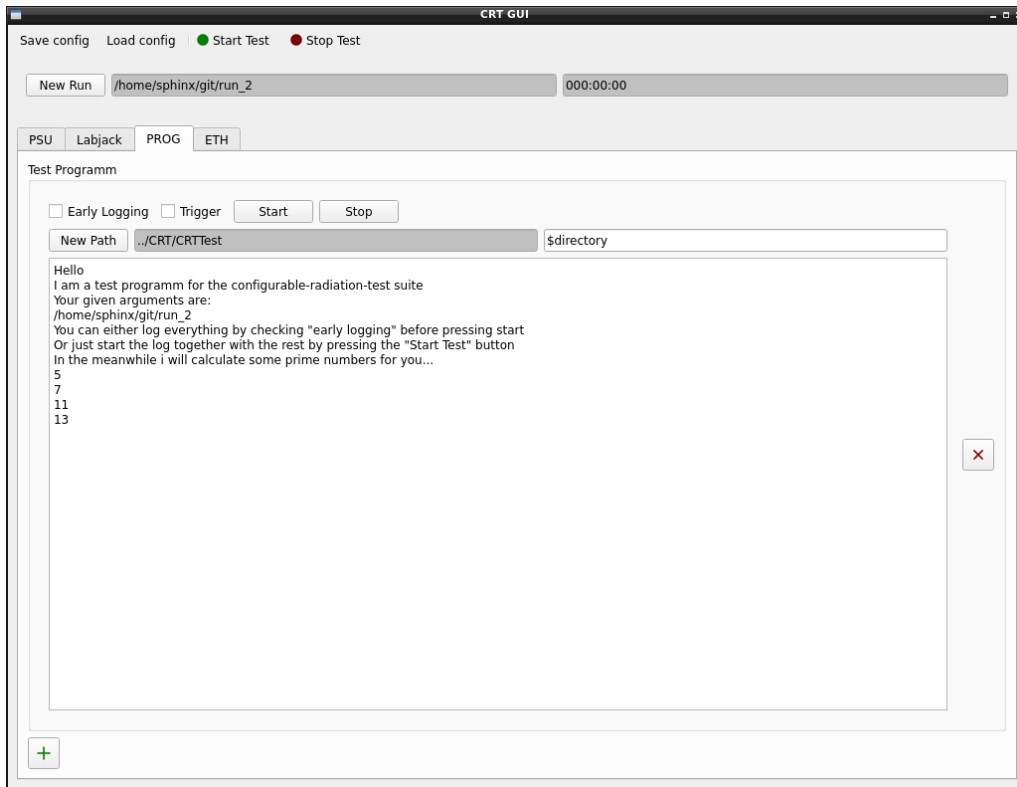 CRT GUI
Save config Load config Start Test Stop Test
New Run /home/sphinx/git/run_2 000:00:00
PSU Labjack PROG ETH
Test Programm
Early Logging Trigger Start Stop
New Path ../CRT/CRTTest $directory
Hello
I am a test programm for the configurable-radiation-test suite
Your given arguments are:
/home/sphinx/git/run_2
You can either log everything by checking "early logging" before pressing start
Or just start the log together with the rest by pressing the "Start Test" button
In the meanwhile i will calculate some prime numbers for you...
5
7
11
13